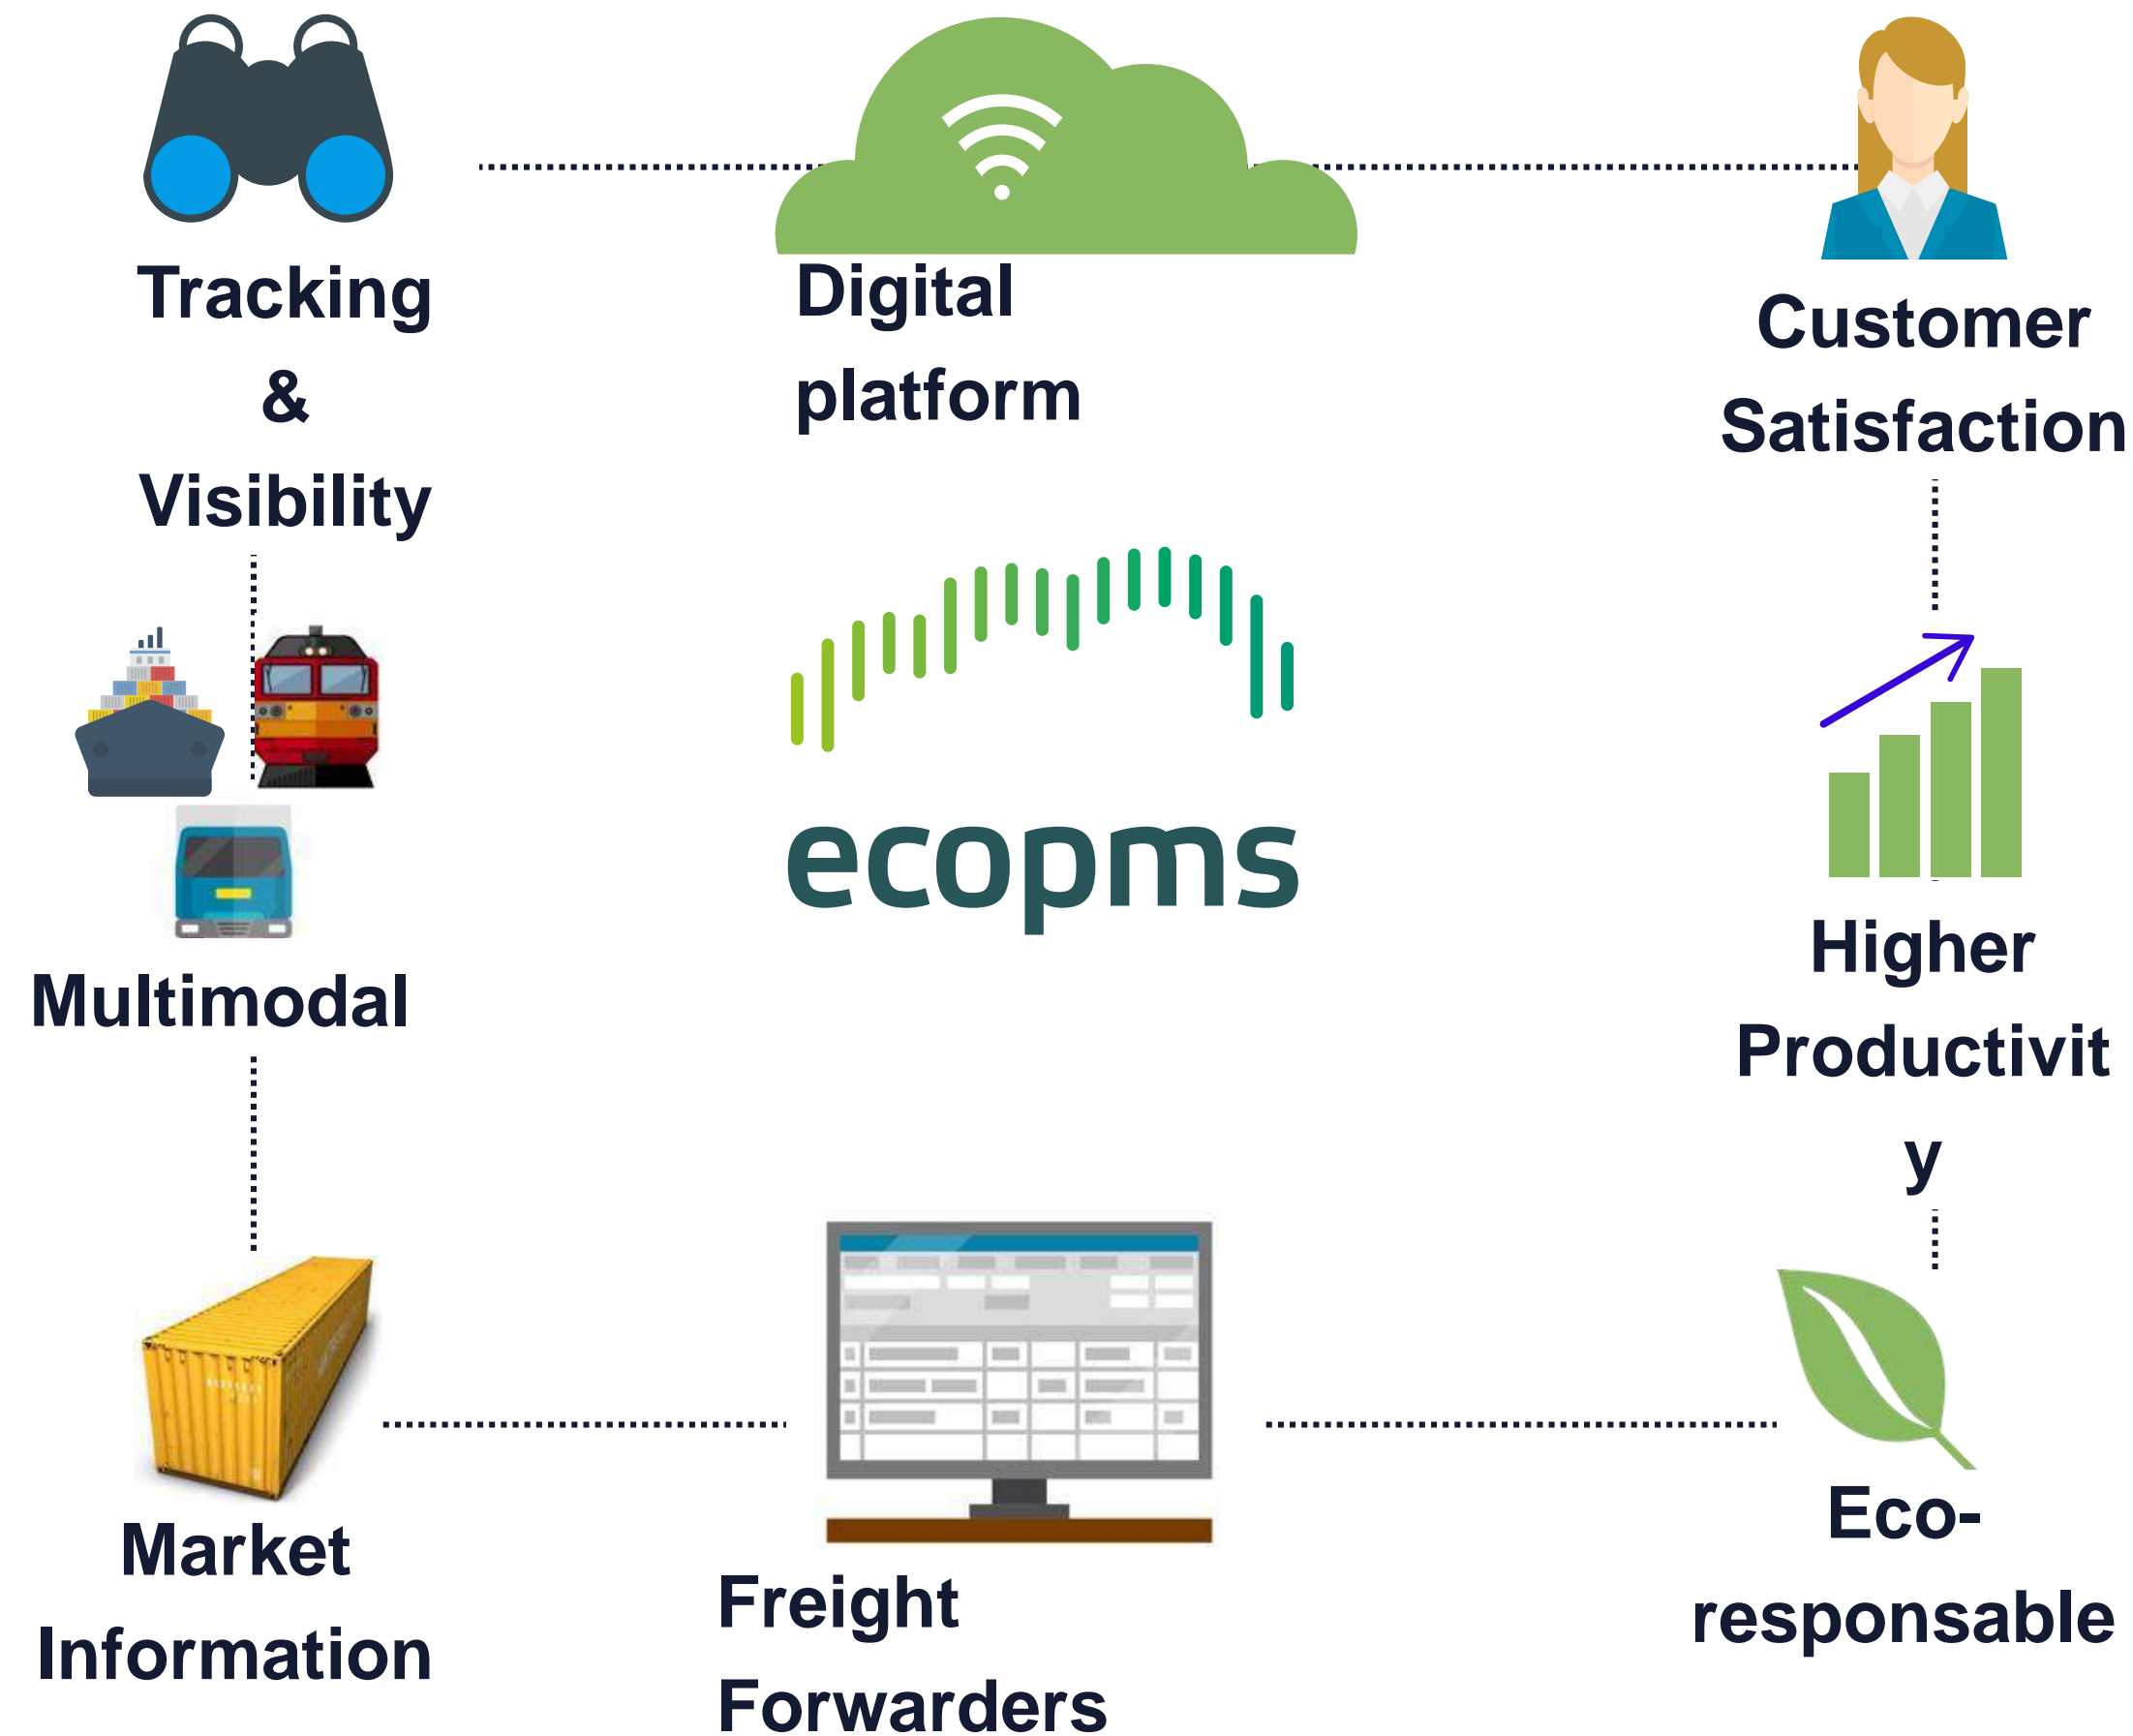 Tracking
&
Visibility
Digital
platform
Customer
Satisfaction
ecopms
Multimodal
Higher
Productivit
y
Market
Information
Freight
Forwarders
Eco-
responsable